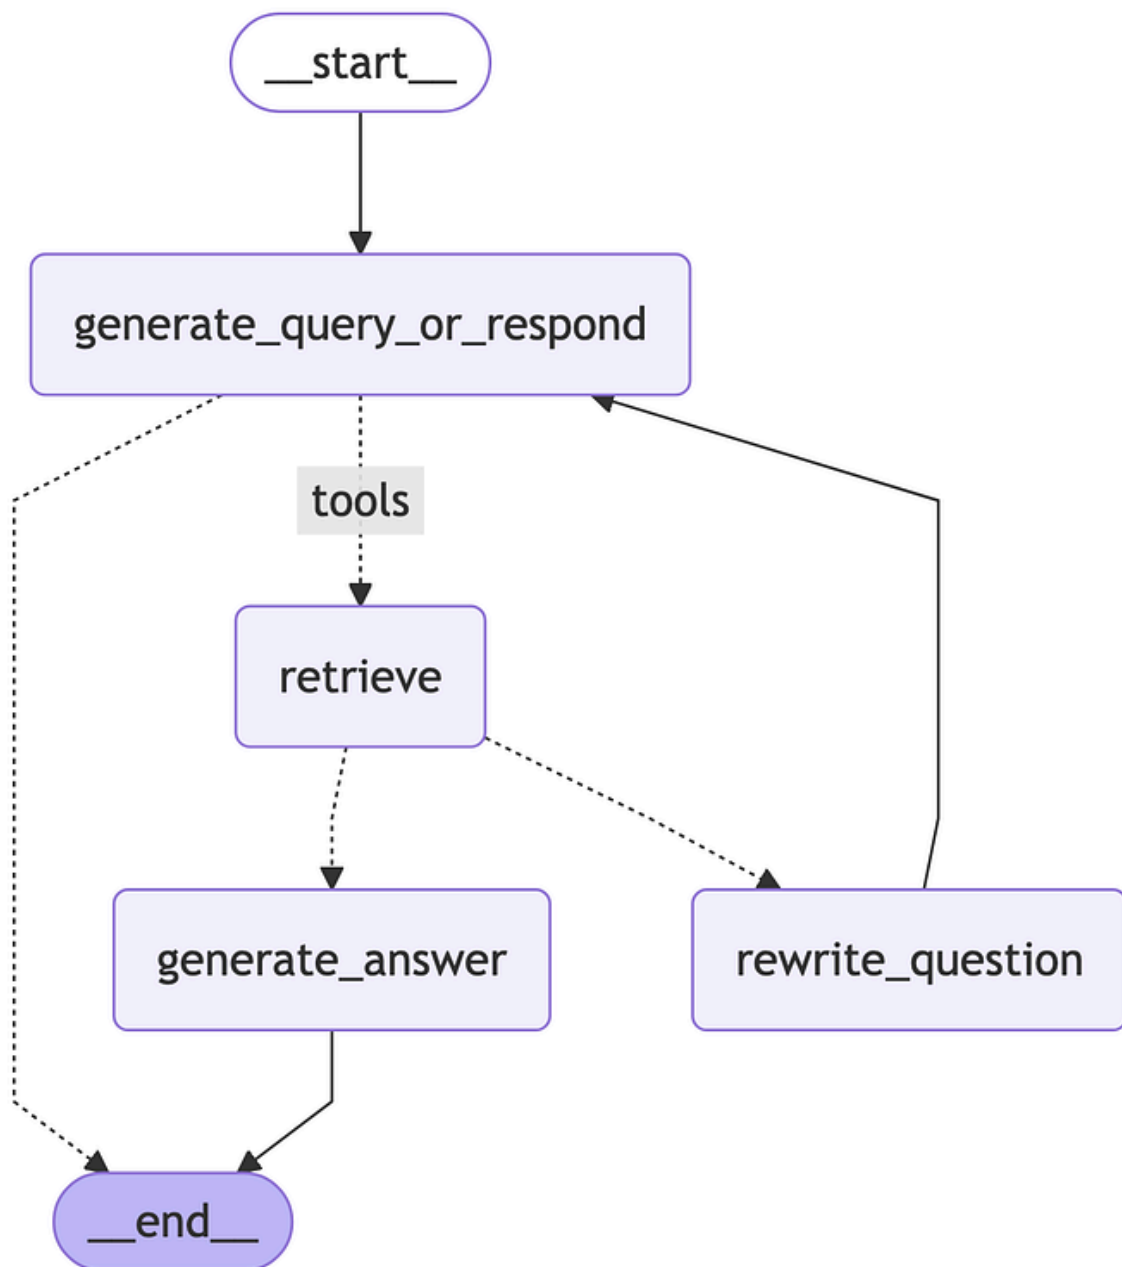 __start__
generate_query_or_respond
tools
retrieve
generate_answer
rewrite_question
__end__